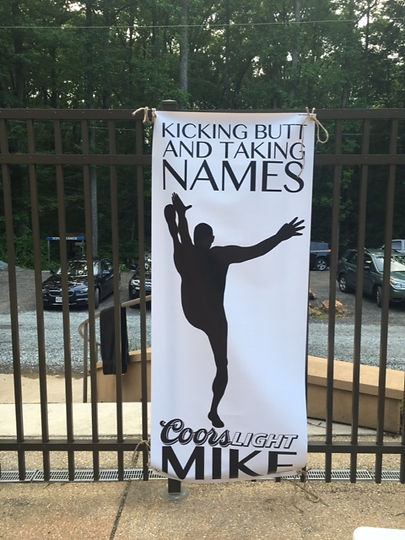 KICKING BUTT
AND TAKING
NAMES
Coors LIGHT
MIKE